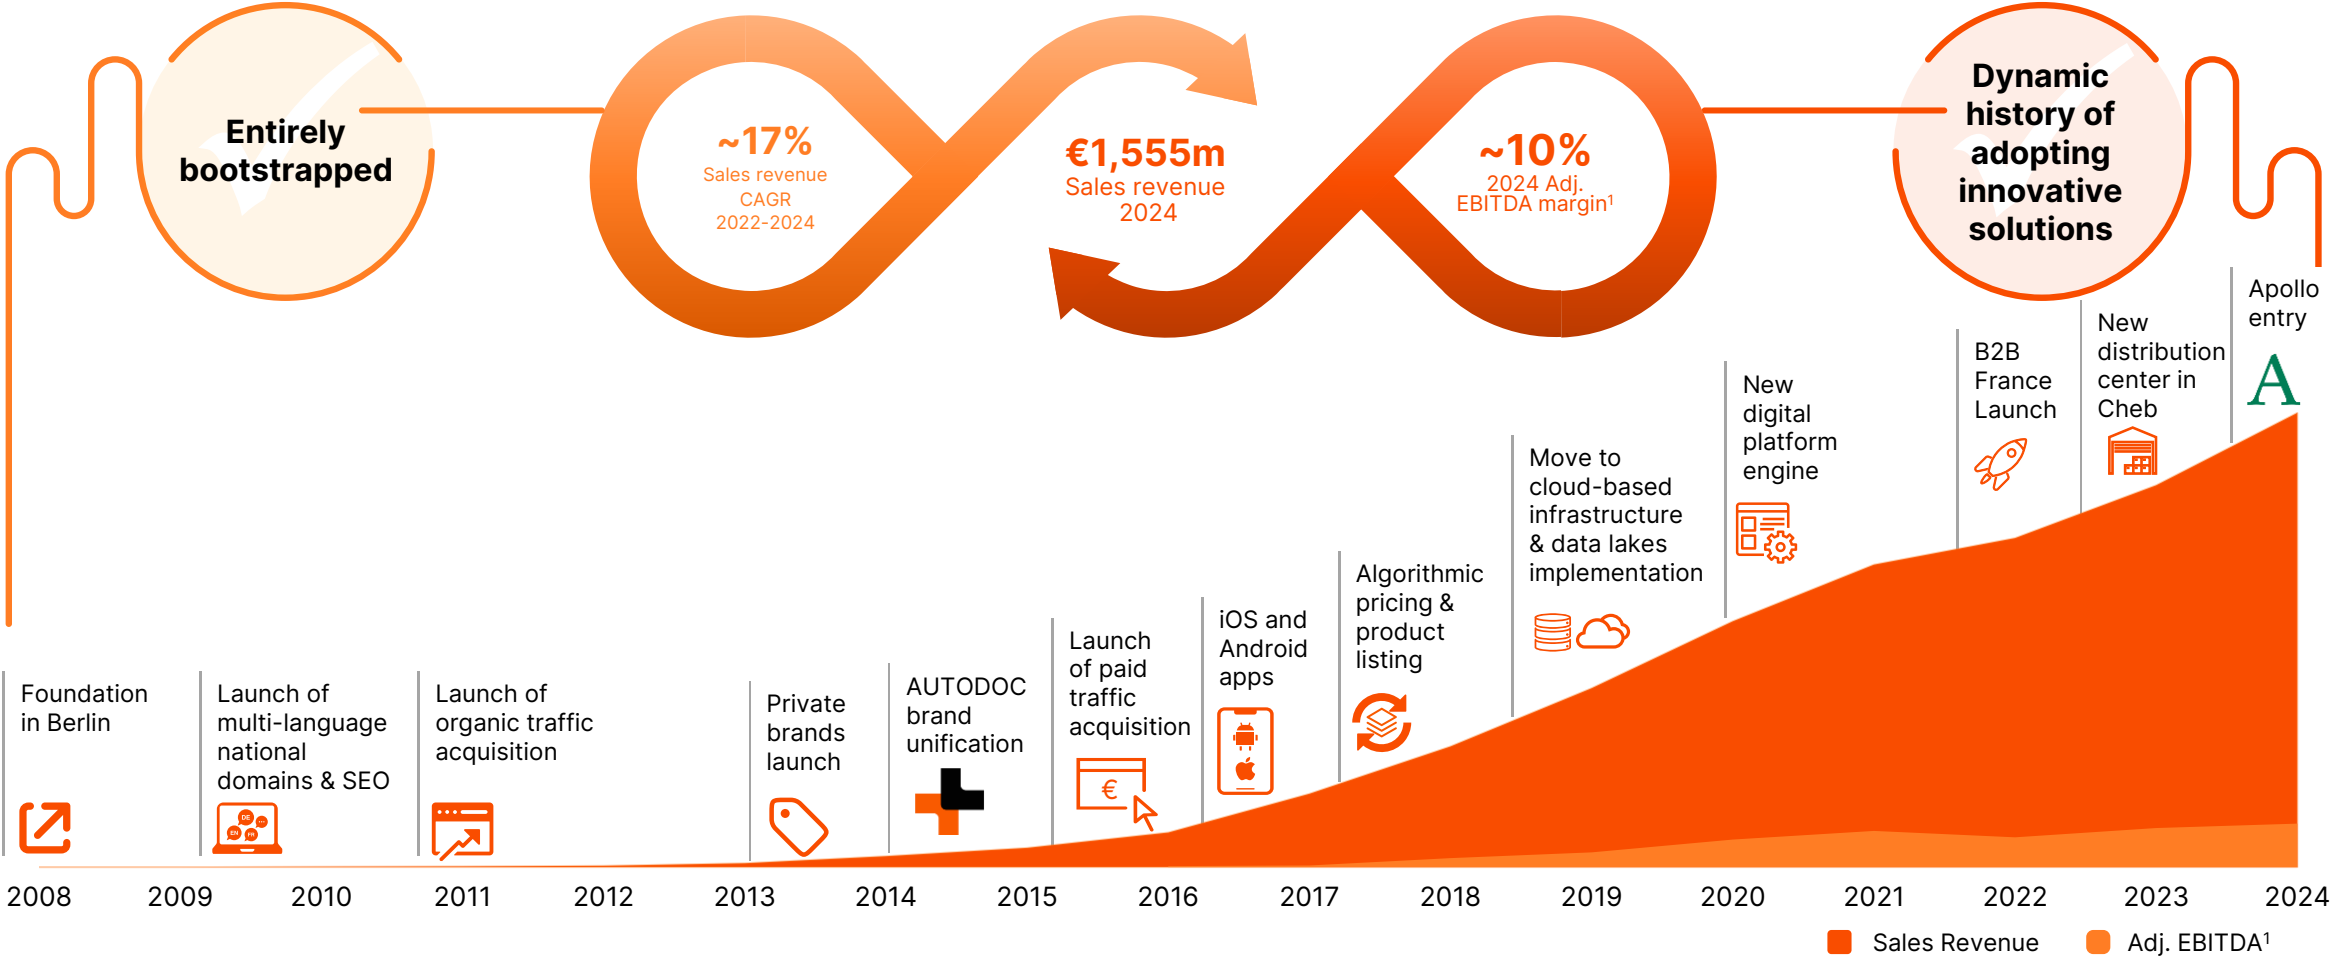 Entirely
bootstrapped
~17%
Sales revenue
CAGR
2022-2024
€1,555m
Sales revenue
2024
~10%
2024 Adj.
EBITDA margin¹
Dynamic
history of
adopting
innovative
solutions
Foundation
in Berlin
Launch of
multi-language
national
domains & SEO
DE
EN
FR
Launch of
organic traffic
acquisition
Private
brands
launch
AUTODOC
brand
unification
Launch
of paid
traffic
acquisition
€
iOS and
Android
apps
Algorithmic
pricing &
product
listing
Move to
cloud-based
infrastructure
& data lakes
implementation
New
digital
platform
engine
B2B
France
Launch
New
distribution
center in
Cheb
Apollo
entry
A
2008 2009 2010 2011 2012 2013 2014 2015 2016 2017 2018 2019 2020 2021 2022 2023 2024
Sales Revenue
Adj. EBITDA¹